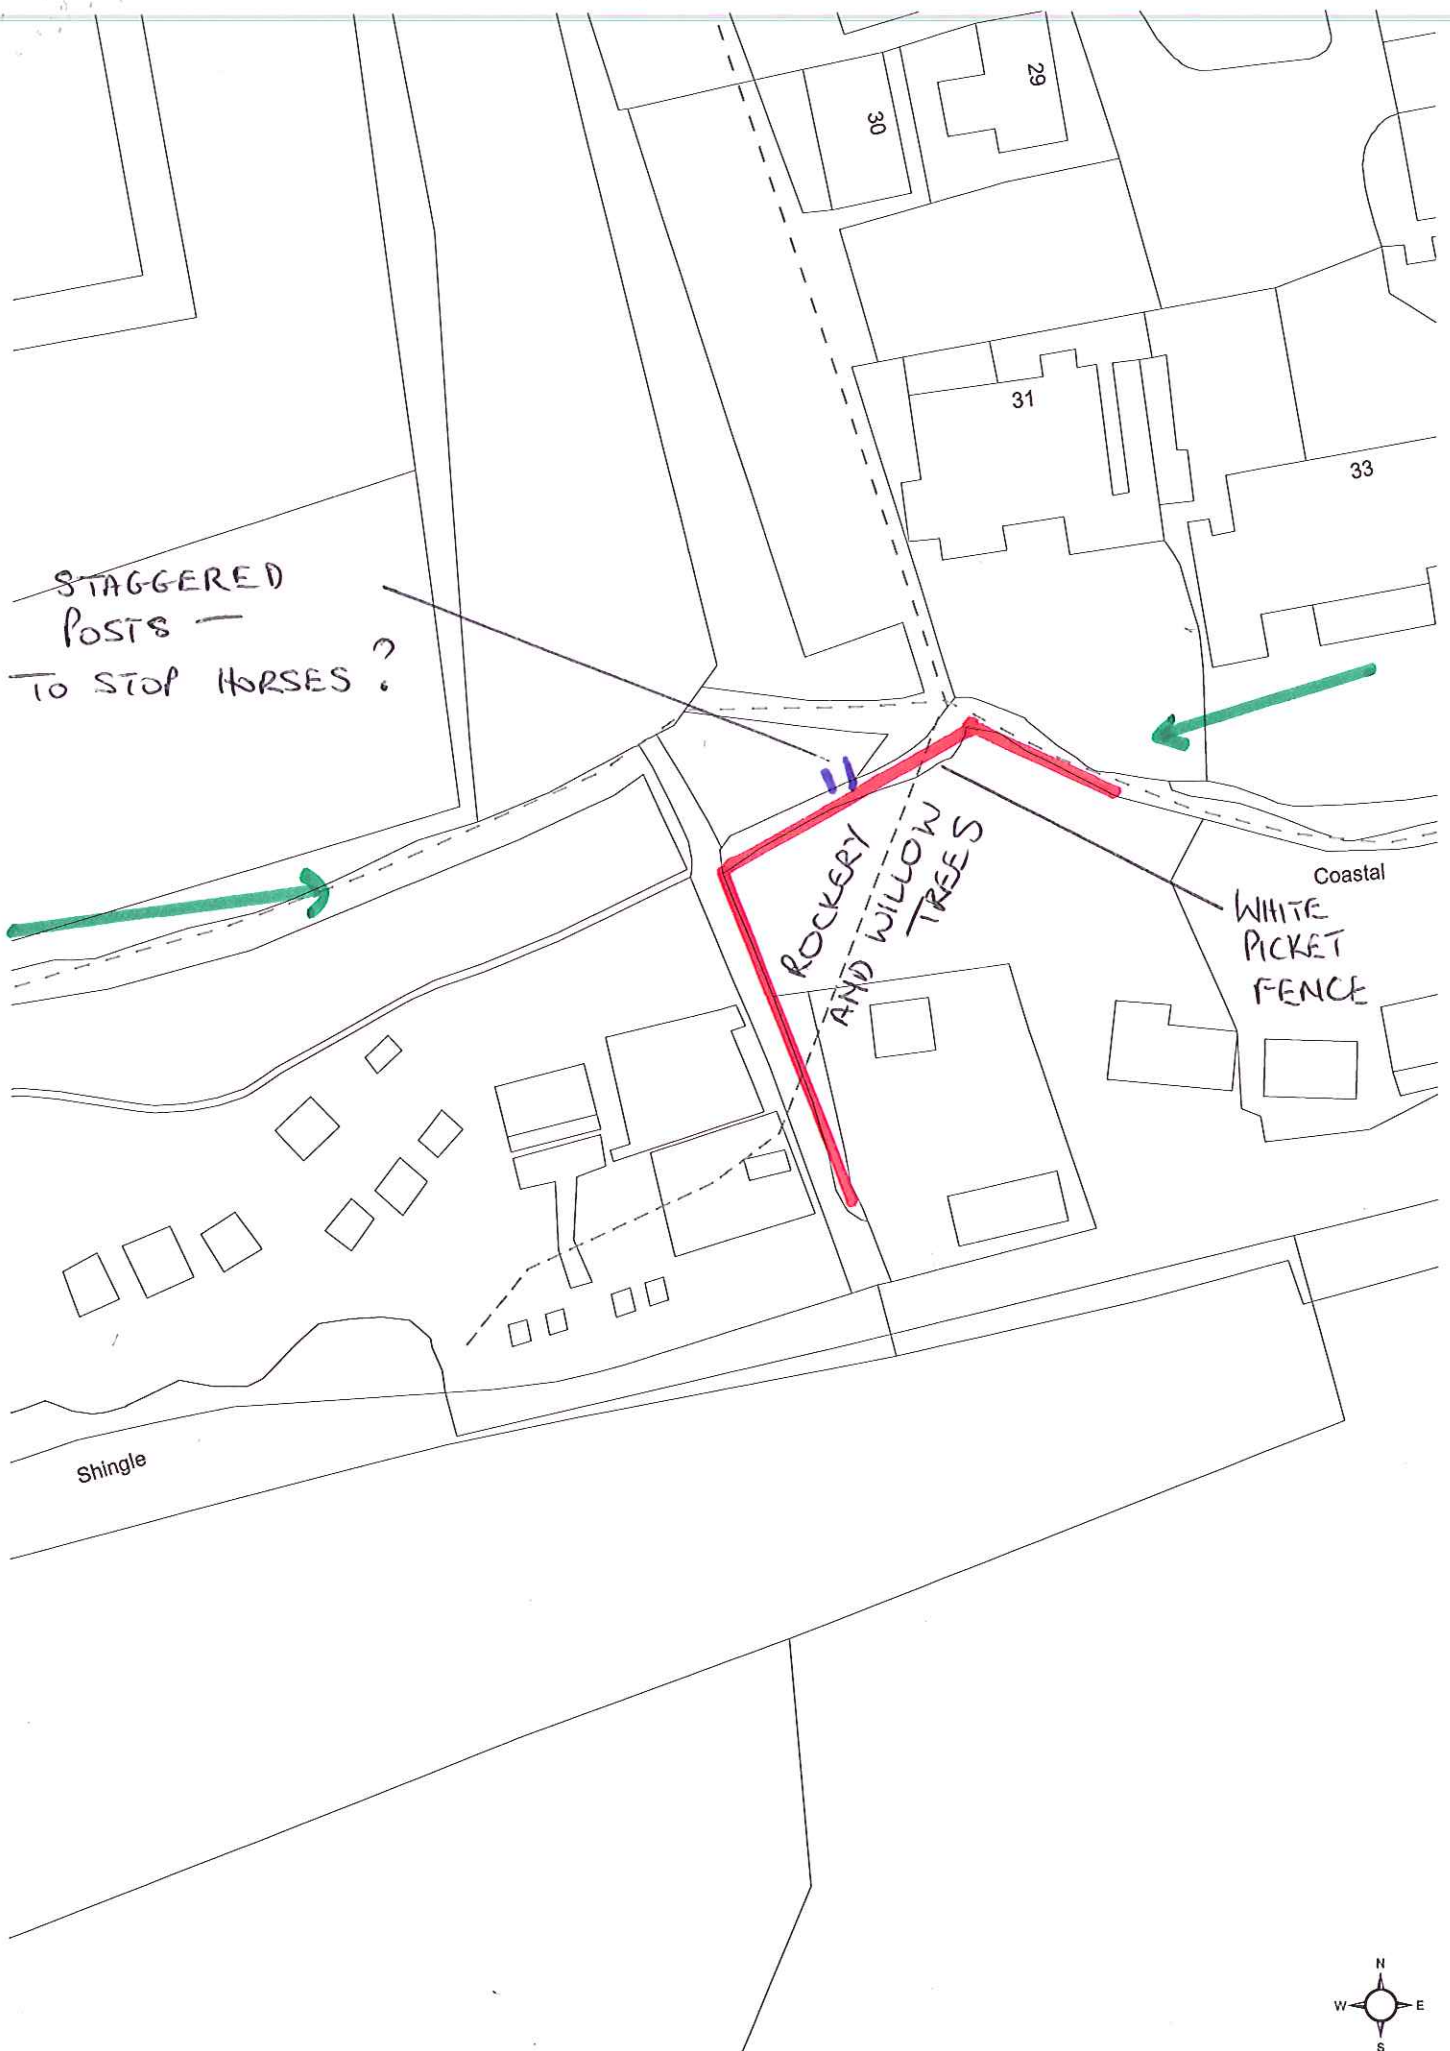 29
30
31
33
STAGGERED
POSTS —
TO STOP HORSES ?
ROCKERY
AND WILLOW
TREES
Coastal
WHITE
PICKET
FENCE
Shingle
N
W E
S